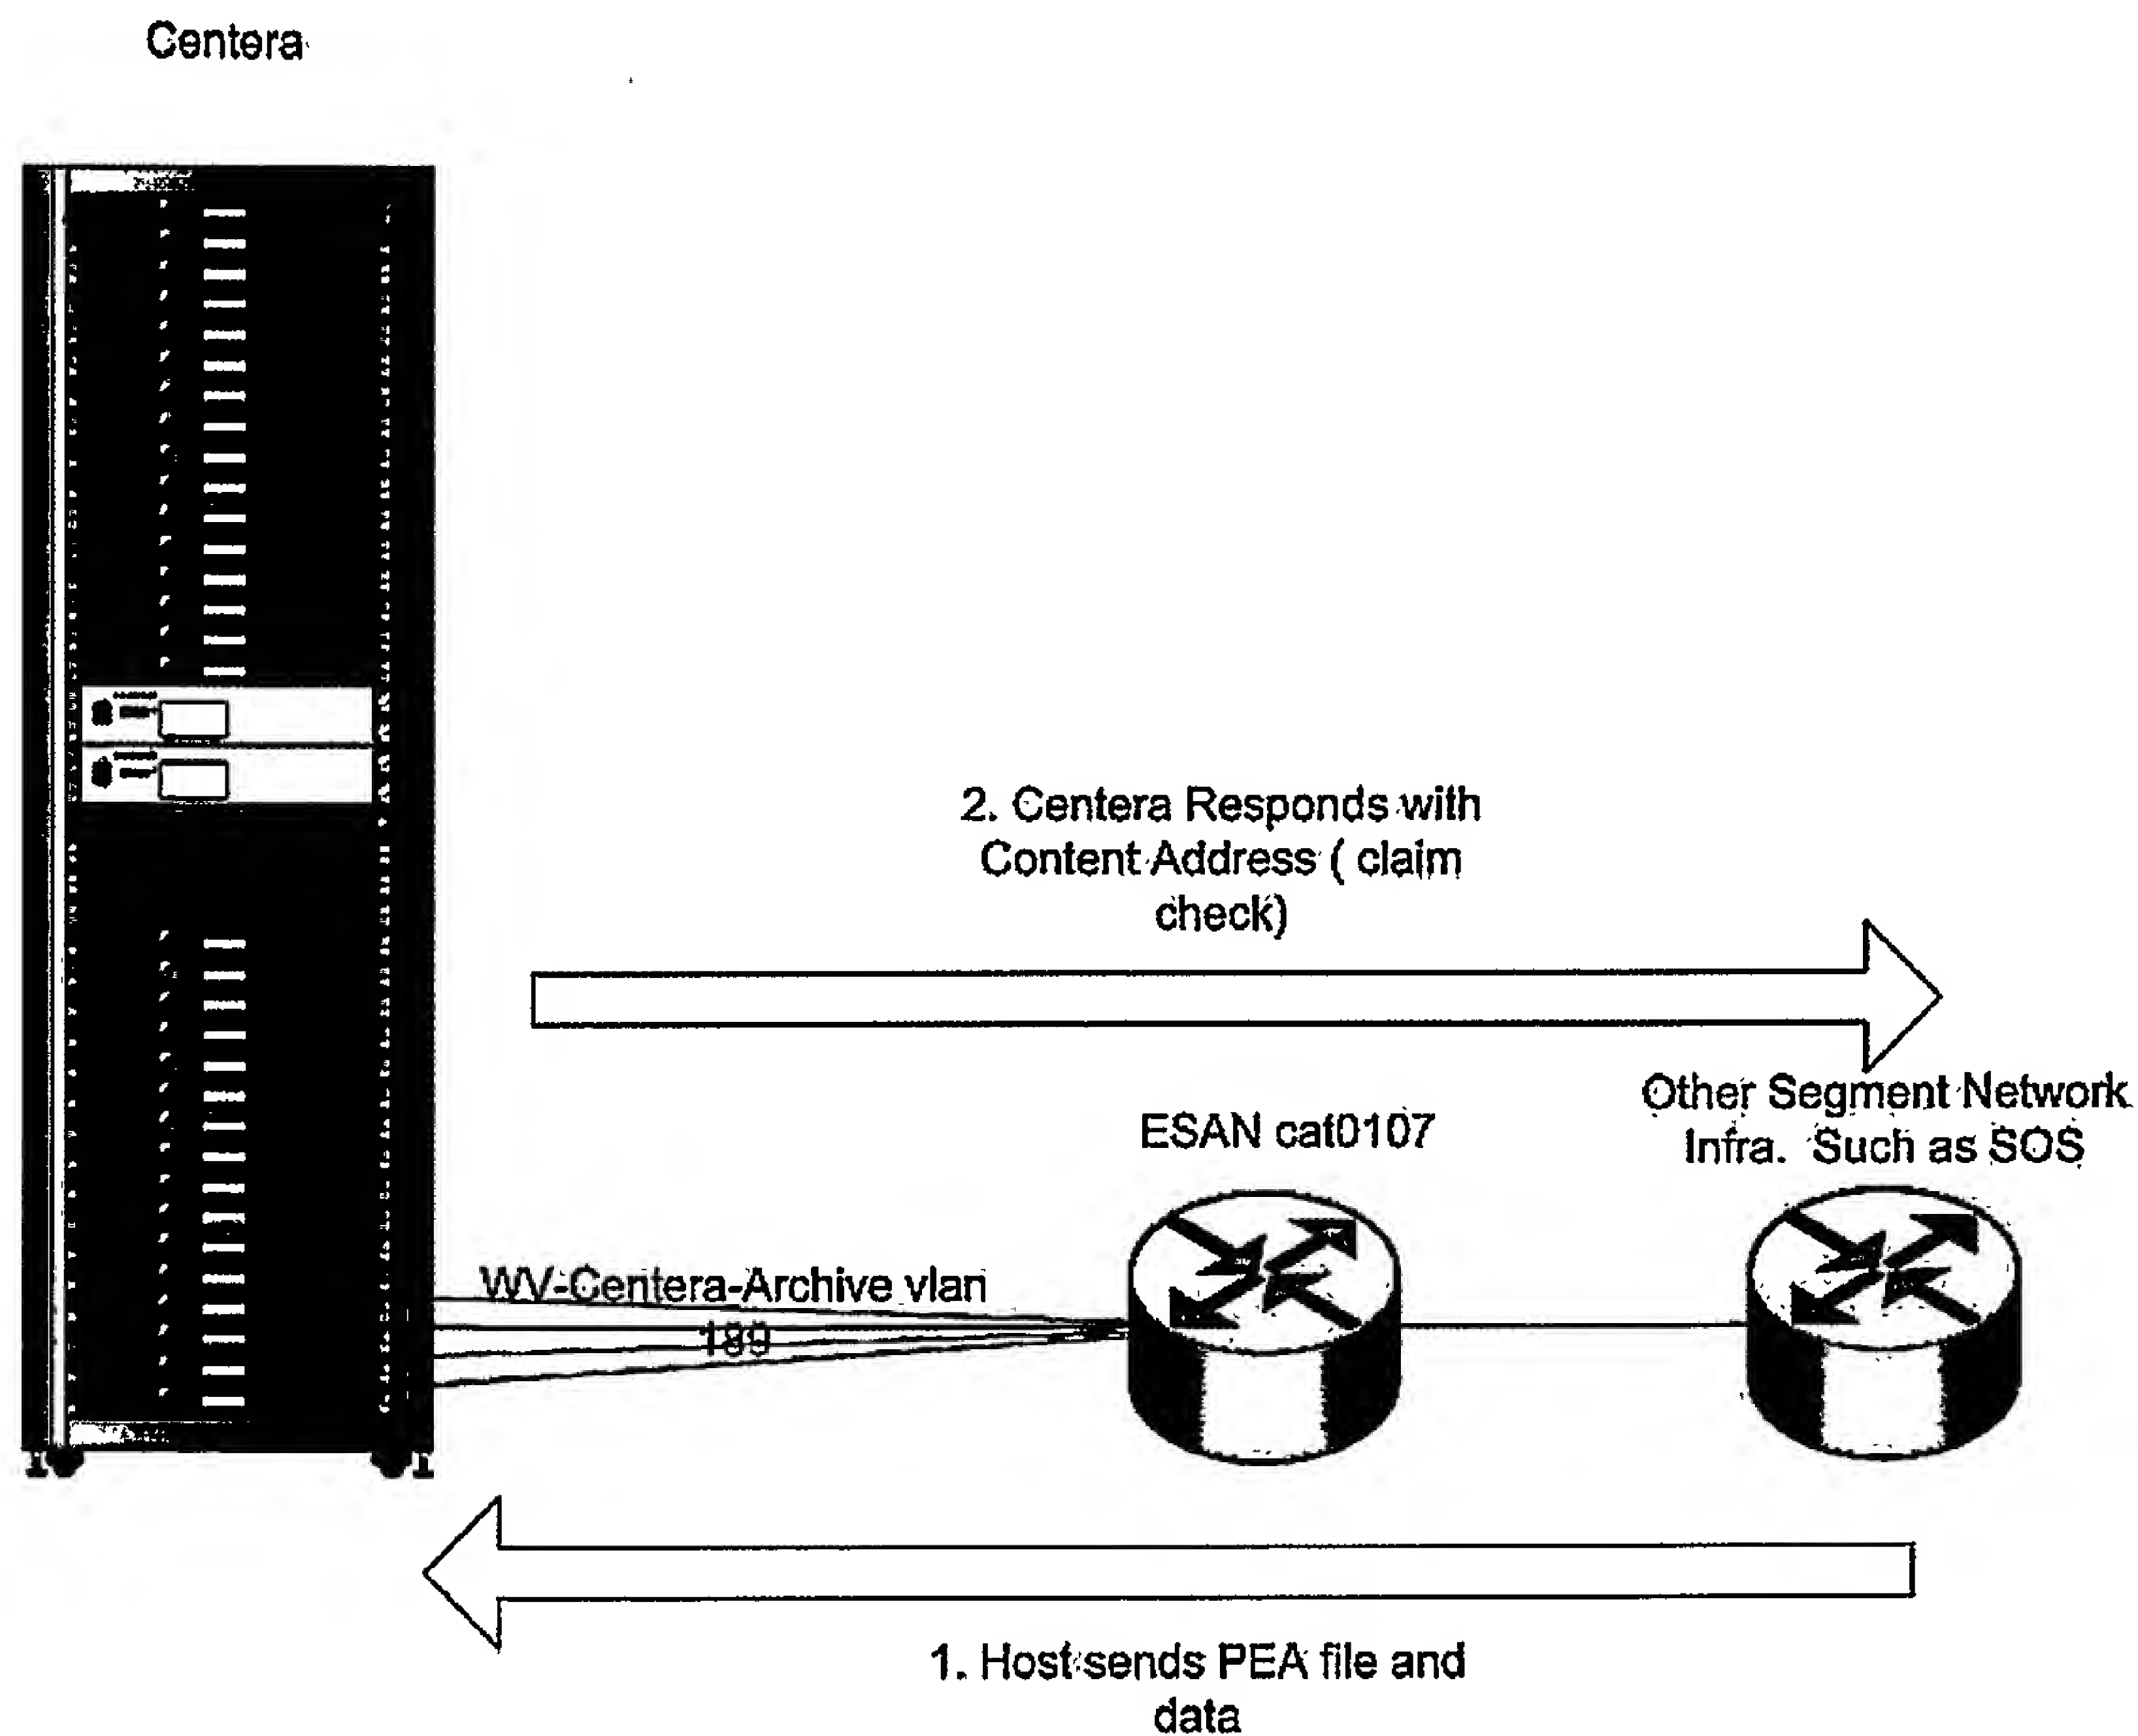 Centera
2. Centera Responds with
Content Address ( claim
check)
Other Segment Network
Infra. Such as SOS
ESAN cat0107
WV-Centera-Archive vlan
199
1. Host sends PEA file and
data